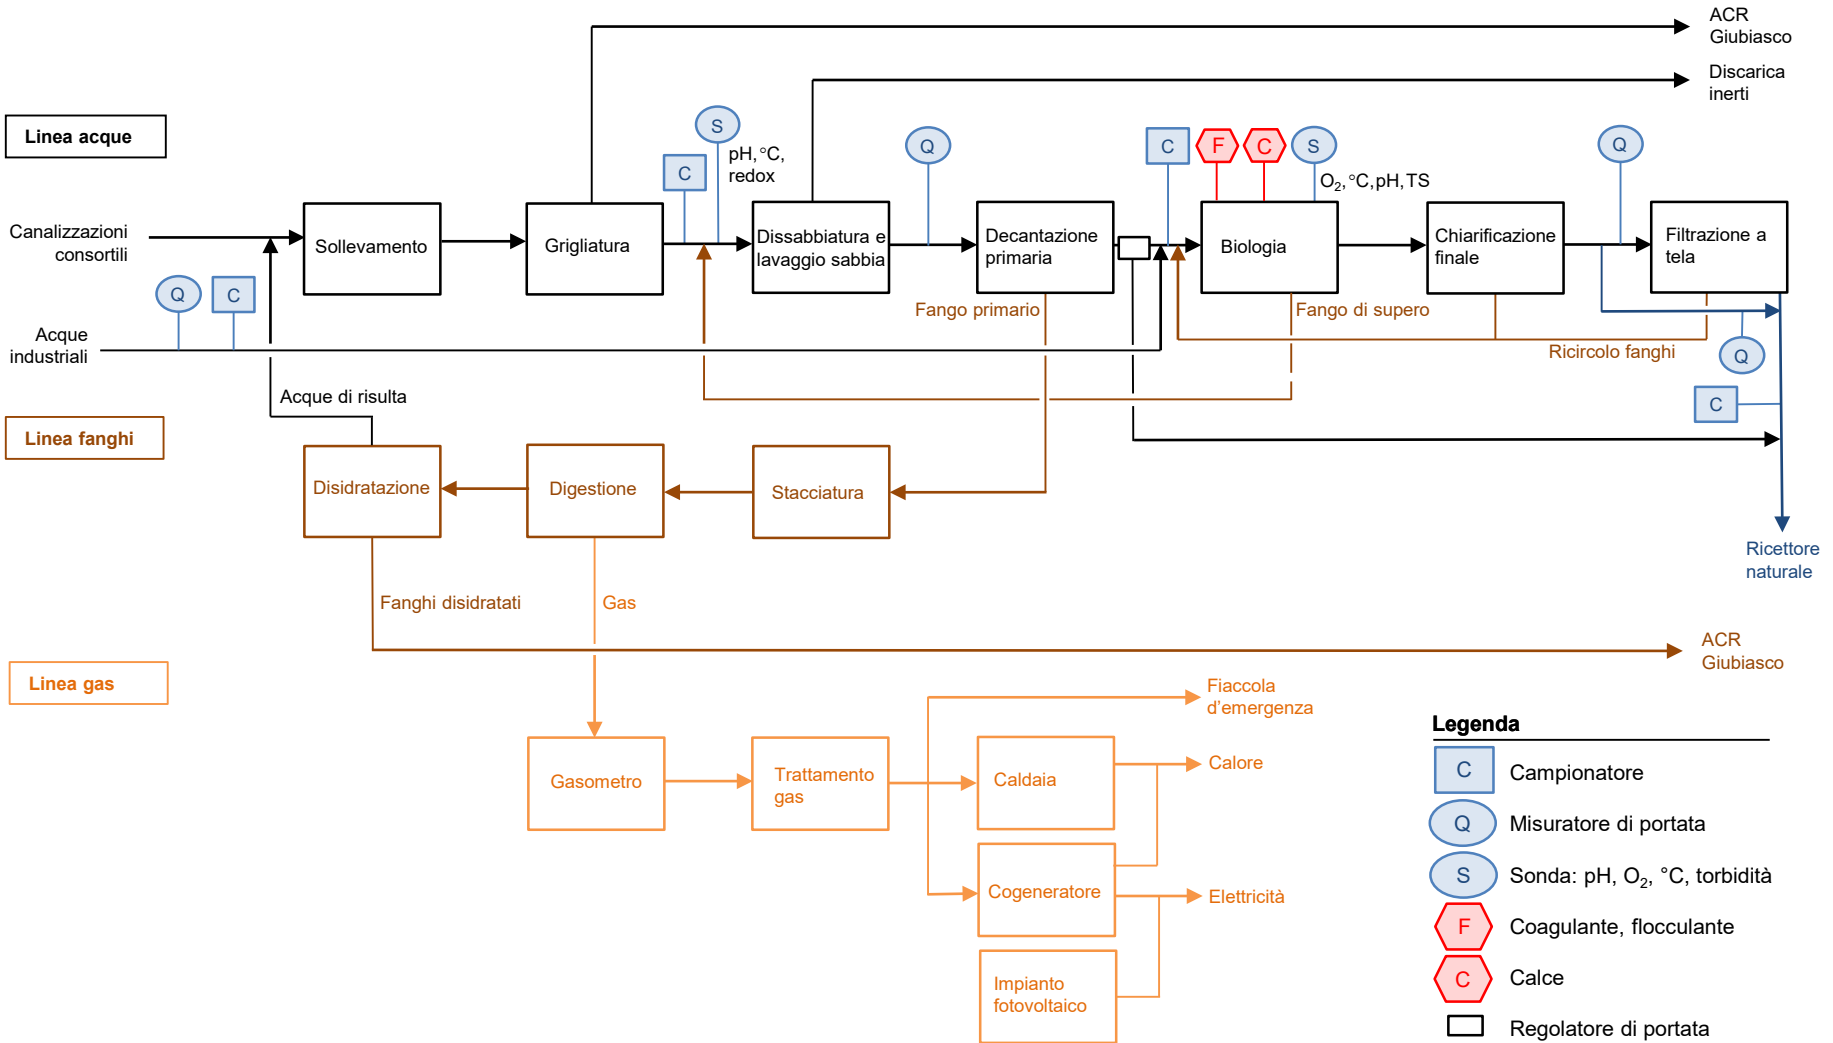 ACR
Giubiasco
Discarica
inerti
Linea acque
S
pH, °C,
redox
C
Q
C
F
C
S
O2, °C, pH, TS
Q
Canalizzazioni
consortili
Sollevamento
Grigliatura
Dissabbiatura e
lavaggio sabbia
Decantazione
primaria
Biologia
Chiarificazione
finale
Filtrazione a
tela
Q
C
Fango primario
Fango di supero
Acque
industriali
Ricircolo fanghi
Q
Acque di risulta
C
Linea fanghi
Disidratazione
Digestione
Stacciatura
Ricettore
naturale
Fanghi disidratati
Gas
ACR
Giubiasco
Linea gas
Fiaccola
d'emergenza
Gasometro
Trattamento
gas
Caldaia
Calore
Cogeneratore
Elettricità
Impianto
fotovoltaico
Legenda
C
Campionatore
Q
Misuratore di portata
S
Sonda: pH, O2, °C, torbidità
F
Coagulante, flocculante
C
Calce
Regolatore di portata